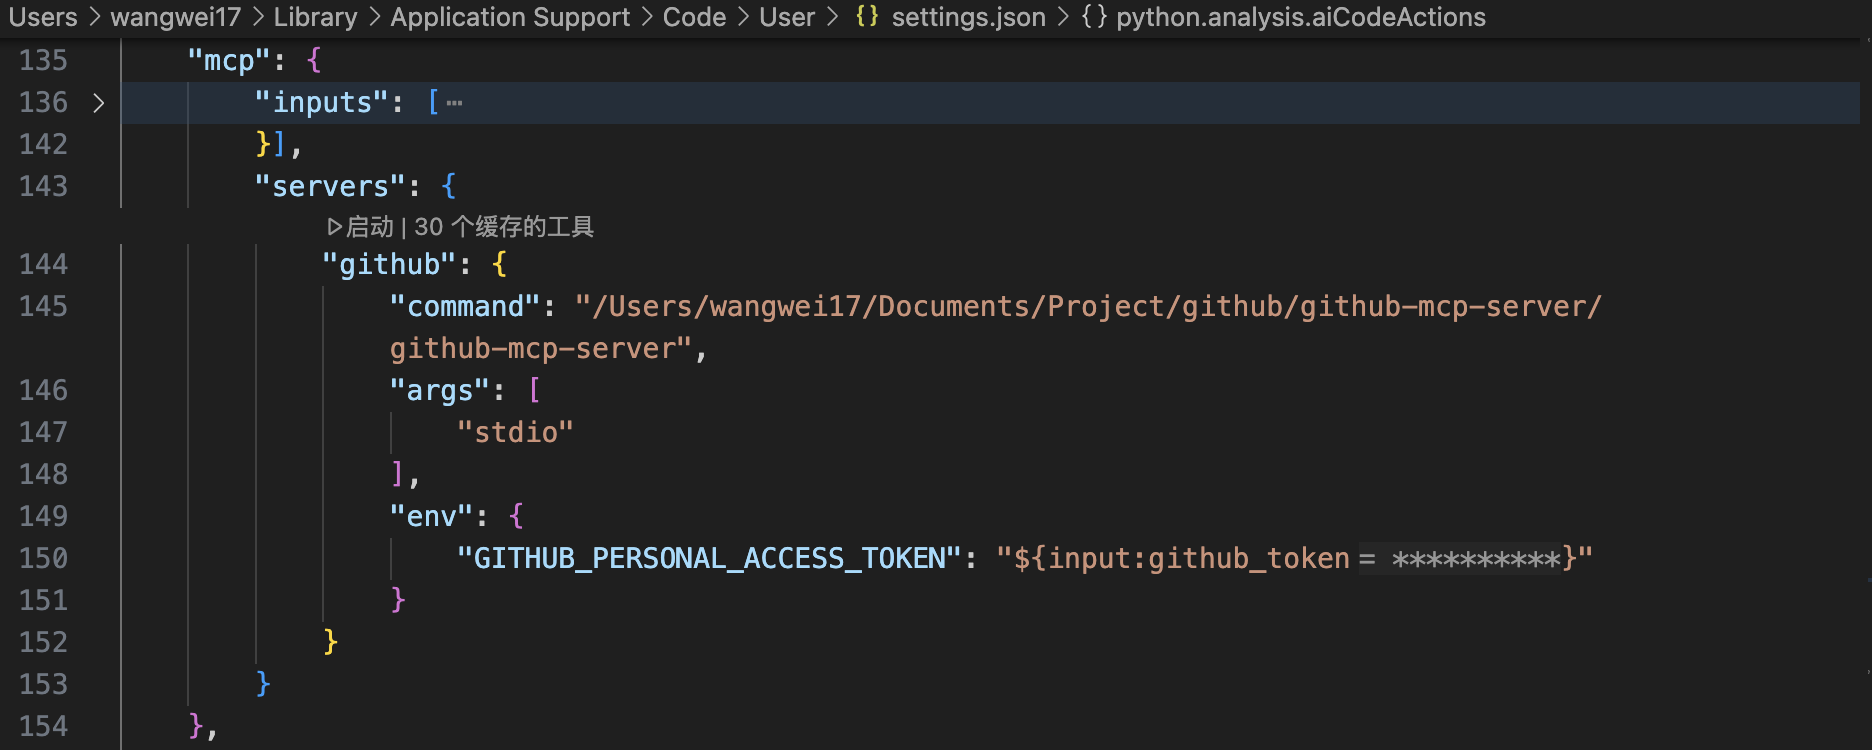 Users > wangwei17 > Library > Application Support > Code > User > {} settings.json > {} python.analysis.aiCodeActions
135 "mcp": {
136 > "inputs": [ ⋯
142 }],
143 "servers": {
▷启动 | 30 个缓存的工具
144 "github": {
145 "command": "/Users/wangwei17/Documents/Project/github/github-mcp-server/
github-mcp-server",
146 "args": [
147 "stdio"
148 ],
149 "env": {
150 "GITHUB_PERSONAL_ACCESS_TOKEN": "${input:github_token = **********}"
151 }
152 }
153 }
154 },